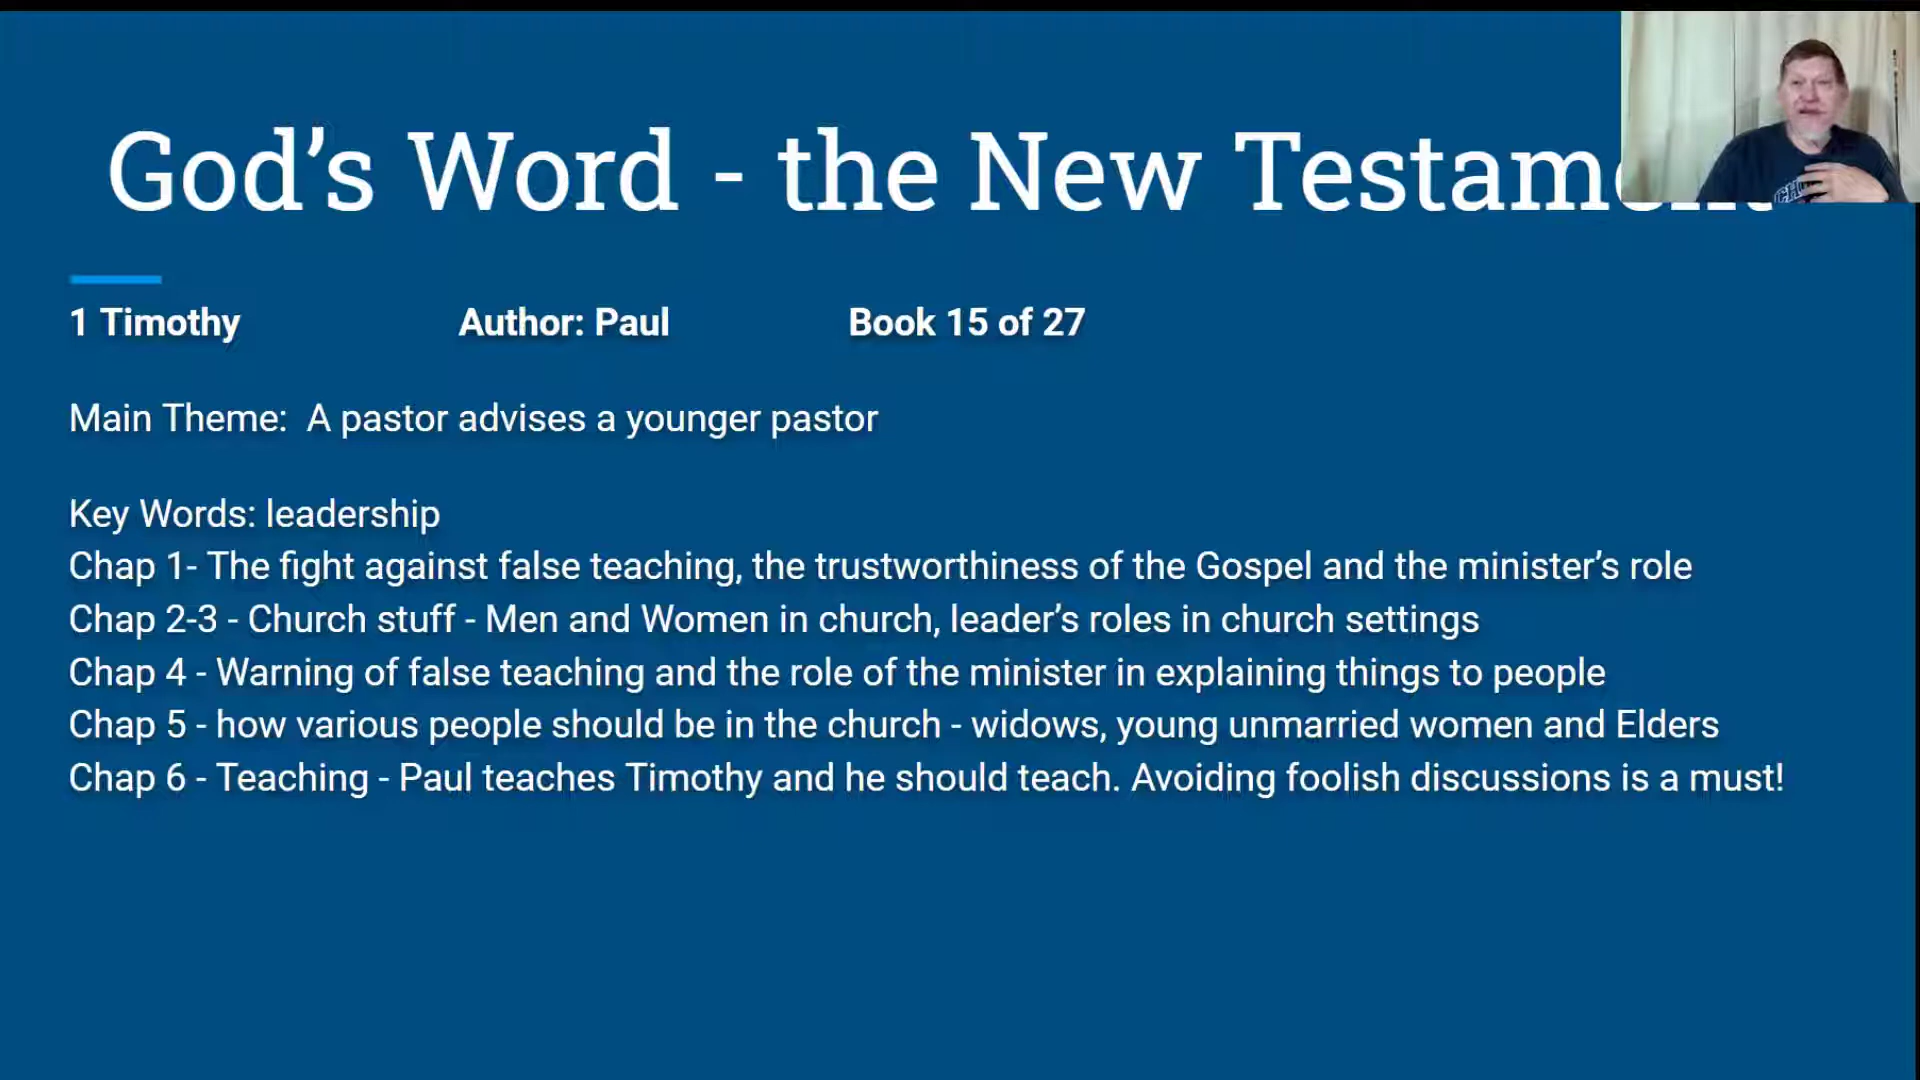 God’s Word - the New Testament
1 Timothy Author: Paul Book 15 of 27
Main Theme:  A pastor advises a younger pastor
Key Words: leadership
Chap 1- The fight against false teaching, the trustworthiness of the Gospel and the minister’s role
Chap 2-3 - Church stuff - Men and Women in church, leader’s roles in church settings
Chap 4 - Warning of false teaching and the role of the minister in explaining things to people
Chap 5 - how various people should be in the church - widows, young unmarried women and Elders
Chap 6 - Teaching - Paul teaches Timothy and he should teach. Avoiding foolish discussions is a must!